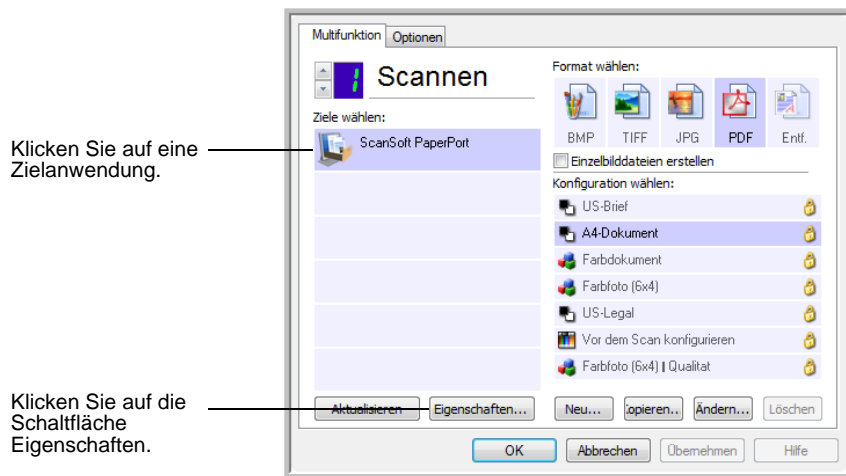 Multifunktion Optionen
1 Scannen
Ziele wählen:
ScanSoft PaperPort
Format wählen:
BMP TIFF JPG PDF Entf.
Einzelbilddateien erstellen
Konfiguration wählen:
US-Brief
A4-Dokument
Farbdokument
Farbfoto (6x4)
US-Legal
Vor dem Scan konfigurieren
Farbfoto (6x4) | Qualitat
Klicken Sie auf eine
Zielanwendung.
Klicken Sie auf die
Schaltfläche
Eigenschaften.
Aktualisieren Eigenschaften... Neu... opieren.. Ändern... Löschen
OK Abbrechen Übernehmen Hilfe